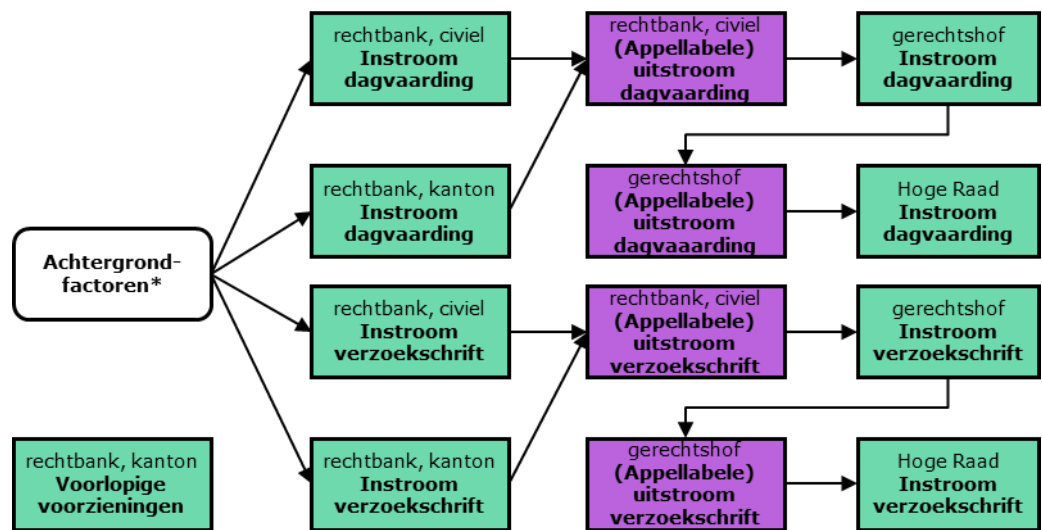 rechtbank, civiel
Instroom
dagvaarding
rechtbank, civiel
(Appellabele)
uitstroom
dagvaarding
gerechtshof
Instroom
dagvaarding
rechtbank, kanton
Instroom
dagvaarding
gerechtshof
(Appellabele)
uitstroom
dagvaaarding
Hoge Raad
Instroom
dagvaarding
Achtergrond-
factoren*
rechtbank, civiel
Instroom
verzoekschrift
rechtbank, civiel
(Appellabele)
uitstroom
verzoekschrift
gerechtshof
Instroom
verzoekschrift
rechtbank, kanton
Voorlopige
voorzieningen
rechtbank, kanton
Instroom
verzoekschrift
gerechtshof
(Appellabele)
uitstroom
verzoekschrift
Hoge Raad
Instroom
verzoekschrift